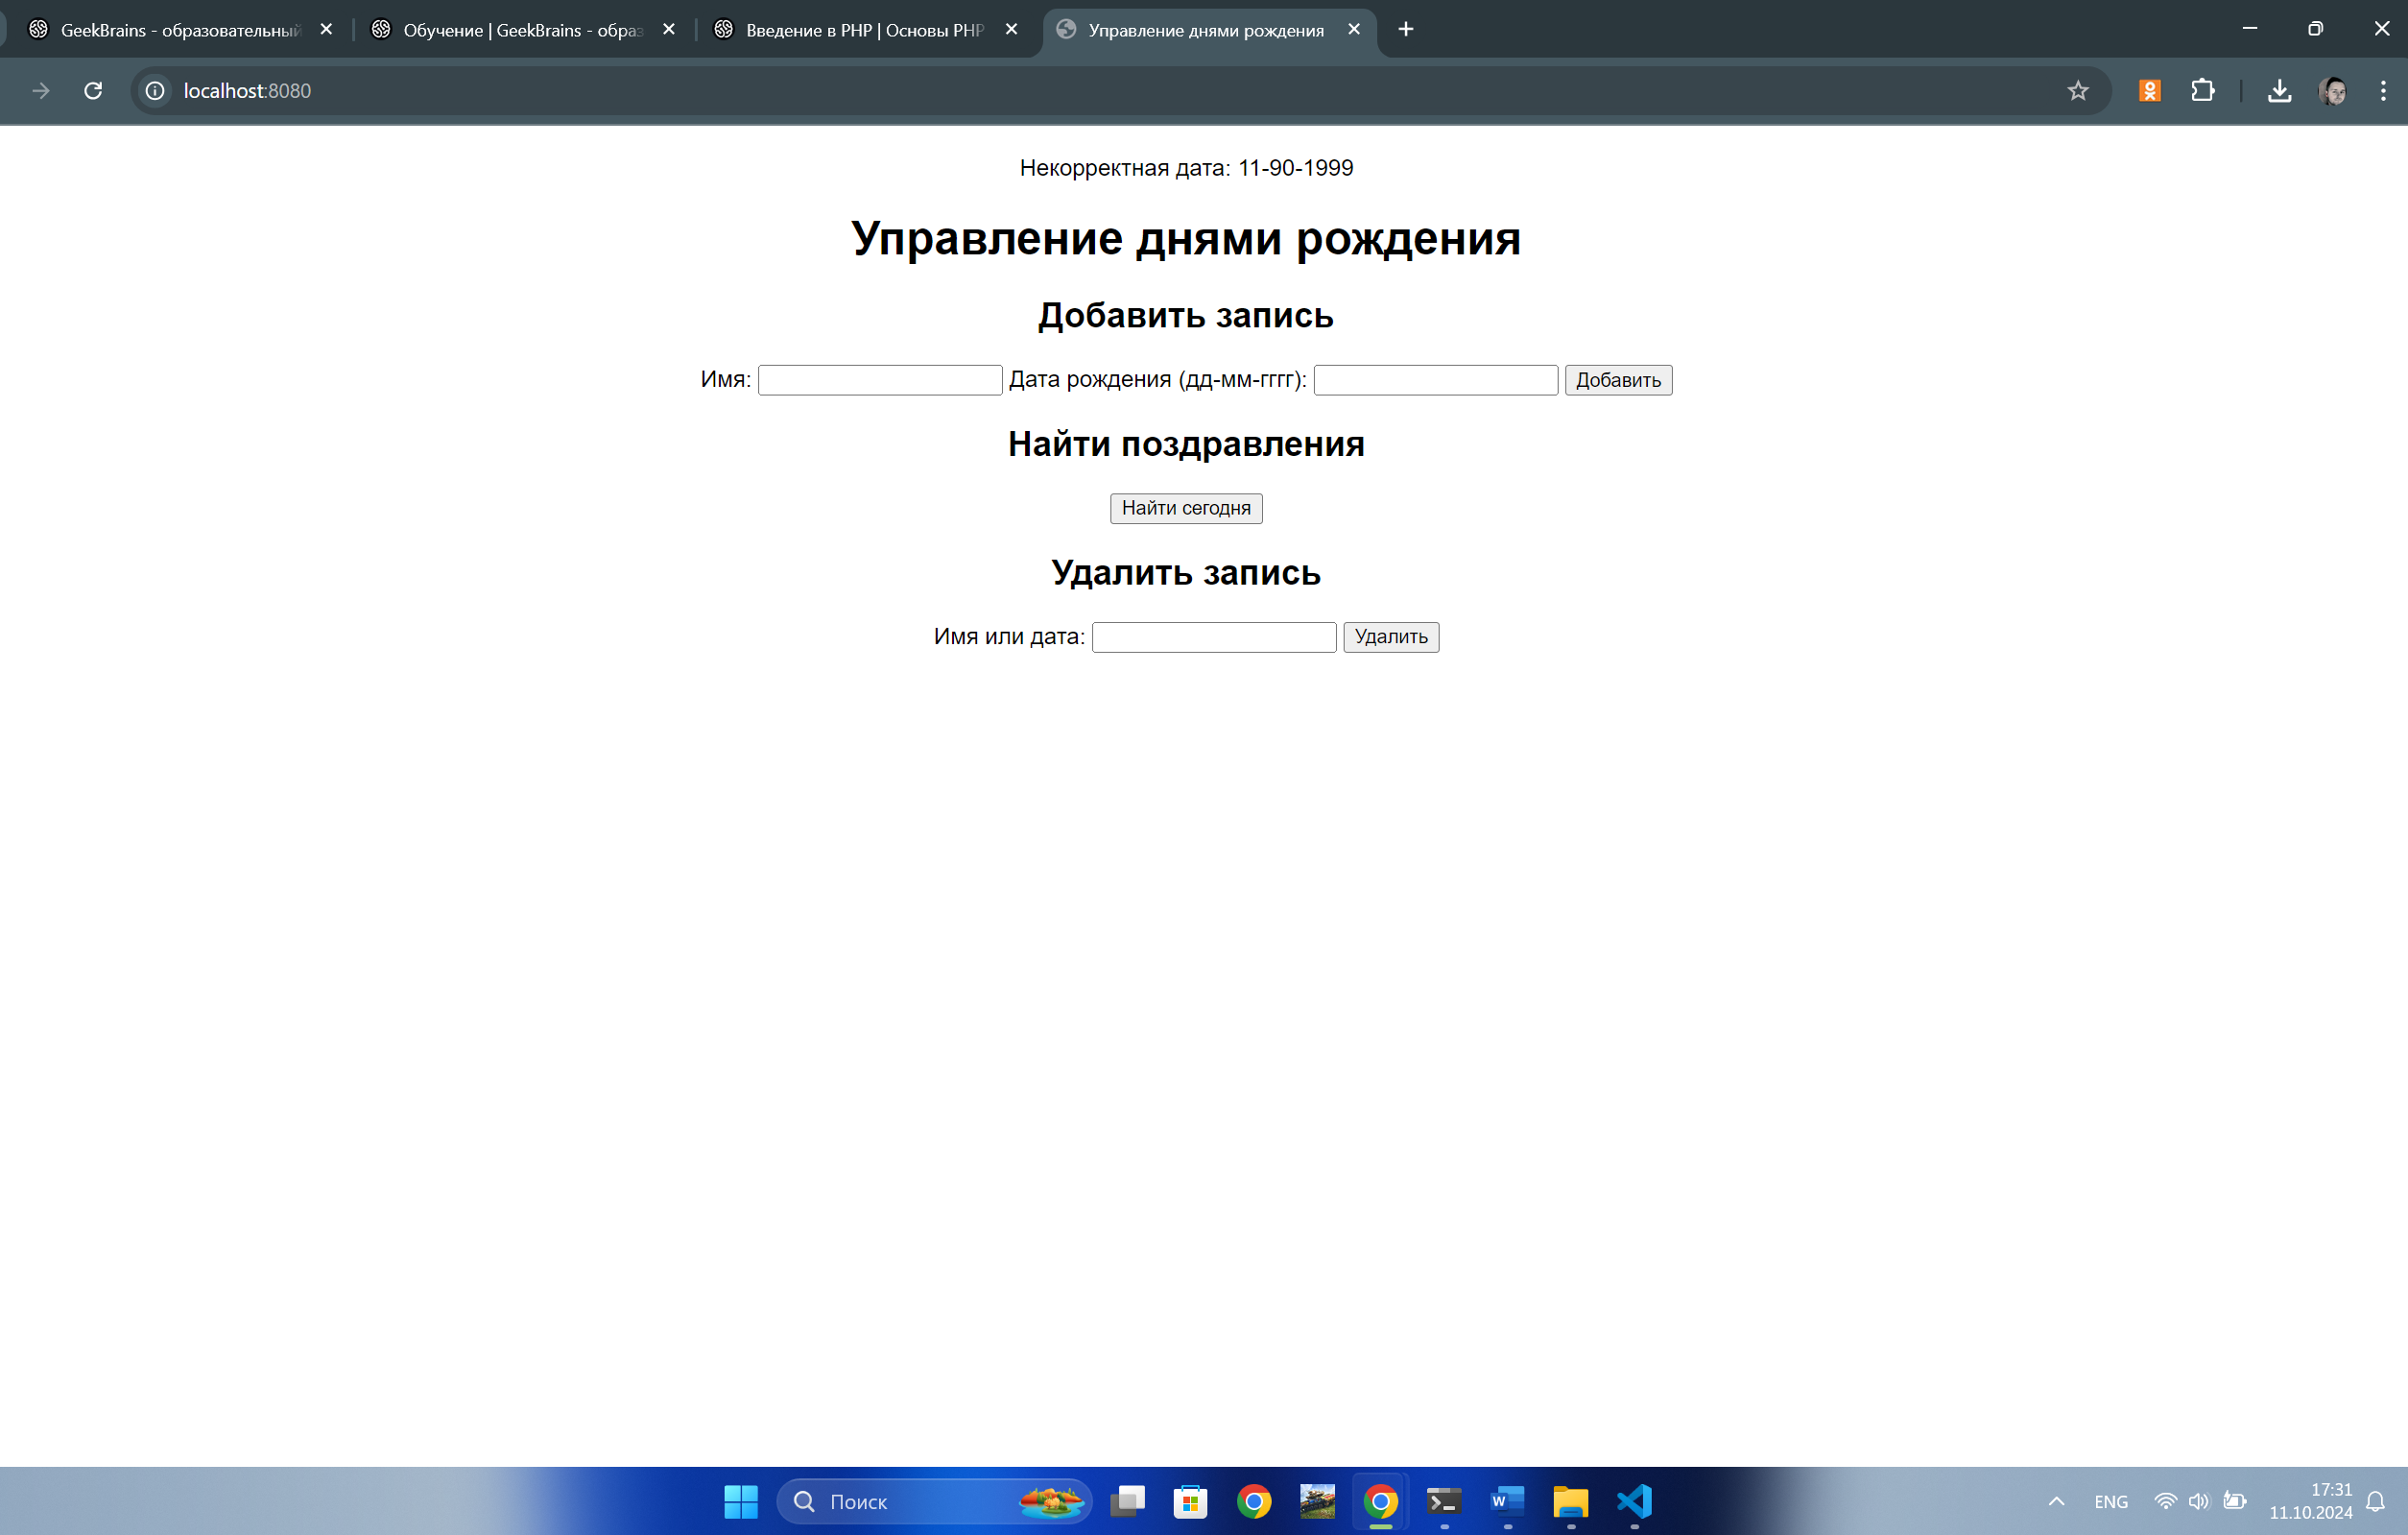 GeekBrains - образовательный
Обучение | GeekBrains - образ
Введение в PHP | Основы PHP
Управление днями рождения
localhost:8080
Некорректная дата: 11-90-1999
Управление днями рождения
Добавить запись
Имя: Дата рождения (дд-мм-гггг): Добавить
Найти поздравления
Найти сегодня
Удалить запись
Имя или дата: Удалить
Поиск
ENG
17:31
11.10.2024